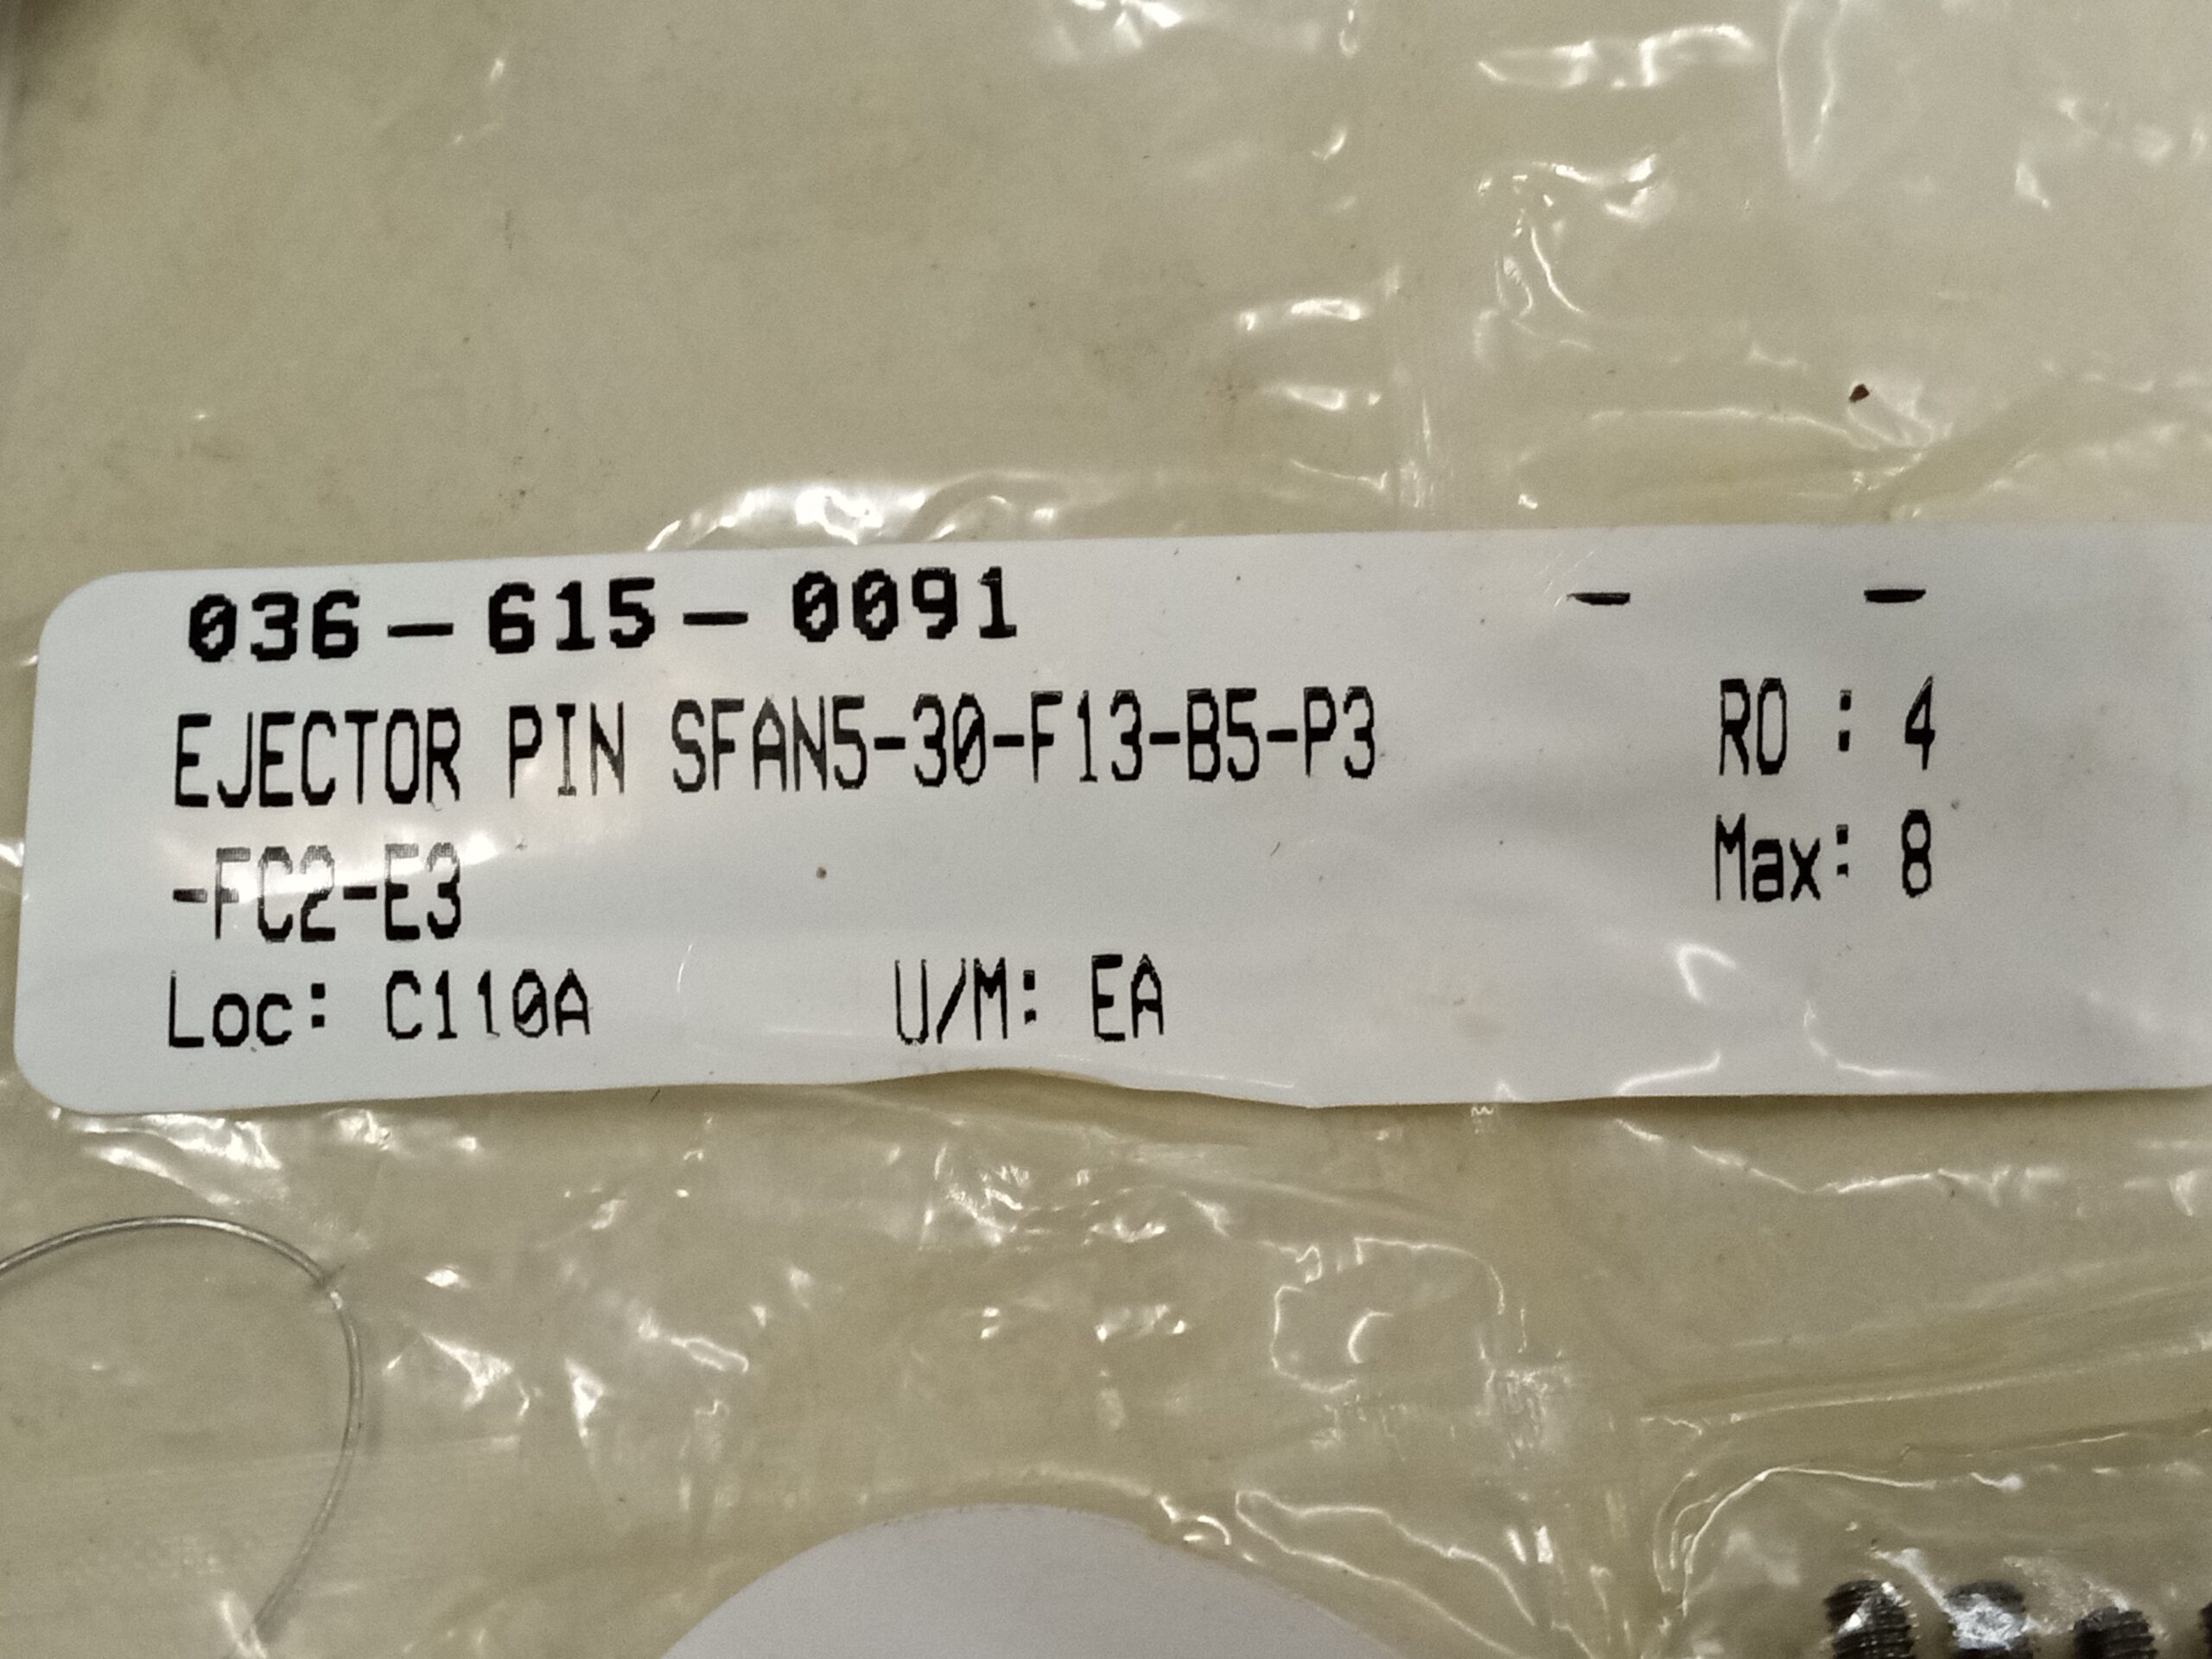 036-615-0091 - -
EJECTOR PIN SFAN5-30-F13-B5-P3 RO : 4
-FC2-E3 Max: 8
Loc: C110A U/M: EA